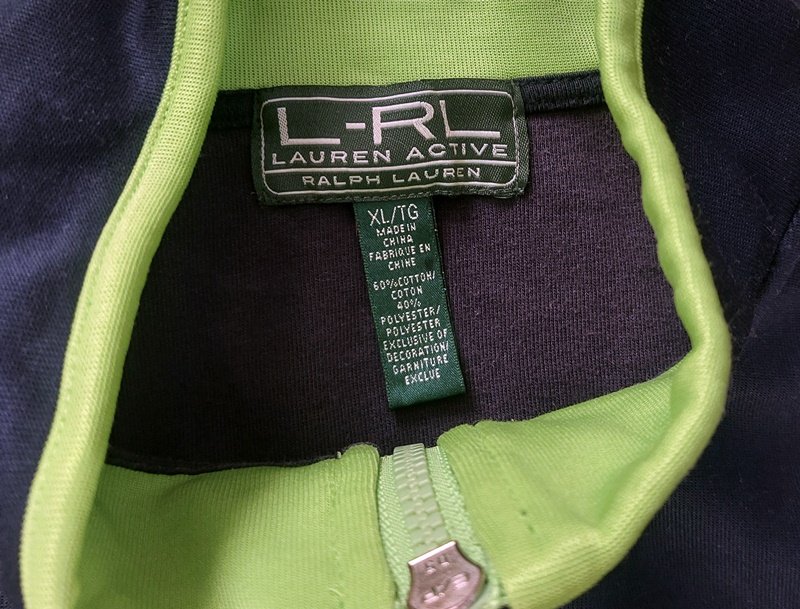 L-RL
LAUREN ACTIVE
RALPH LAUREN
XL/TG
MADE IN
CHINA
FABRIQUE EN
CHINE
60%COTTON/
COTON
40%
POLYESTER/
POLYESTER
EXCLUSIVE OF
DECORATION/
GARNITURE
EXCLUE